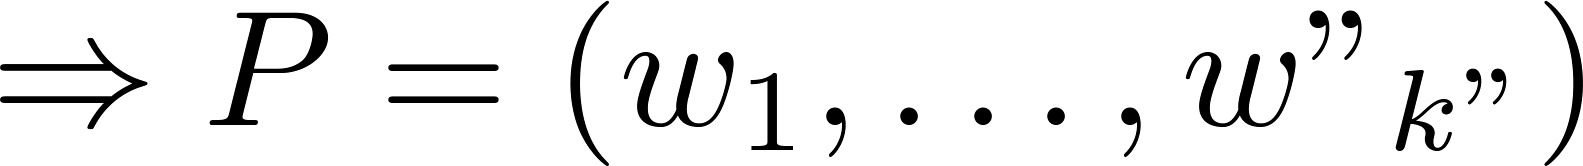 ⇒ P = (w₁, . . . , w”ₖ”)